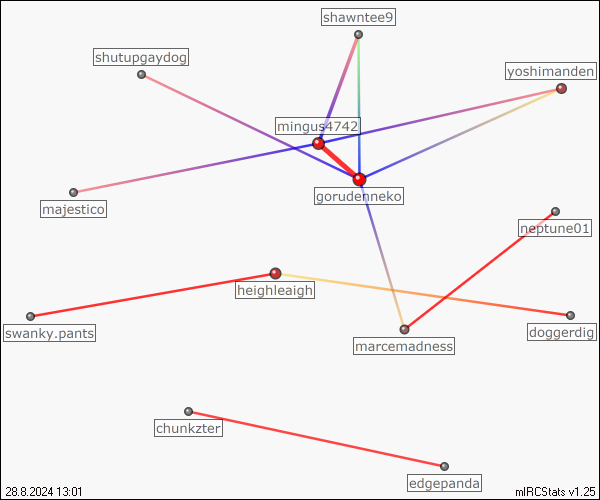 shawntee9
shutupgaydog
yoshimanden
mingus4742
gorudenneko
majestico
neptune01
heighleaigh
swanky.pants
doggerdig
marcemadness
chunkzter
edgepanda
28.8.2024 13:01
mIRCStats v1.25